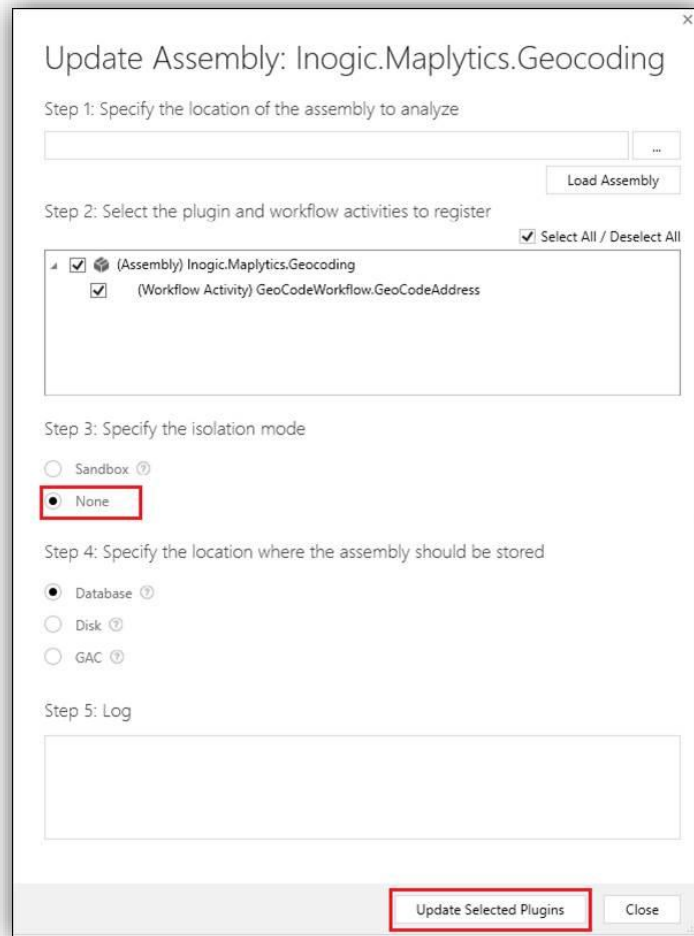 Update Assembly: Inogic.Maplytics.Geocoding
Step 1: Specify the location of the assembly to analyze
...
Load Assembly
Step 2: Select the plugin and workflow activities to register
Select All / Deselect All
(Assembly) Inogic.Maplytics.Geocoding
(Workflow Activity) GeoCodeWorkflow.GeoCodeAddress
Step 3: Specify the isolation mode
Sandbox ?
None
Step 4: Specify the location where the assembly should be stored
Database ?
Disk ?
GAC ?
Step 5: Log
Update Selected Plugins Close